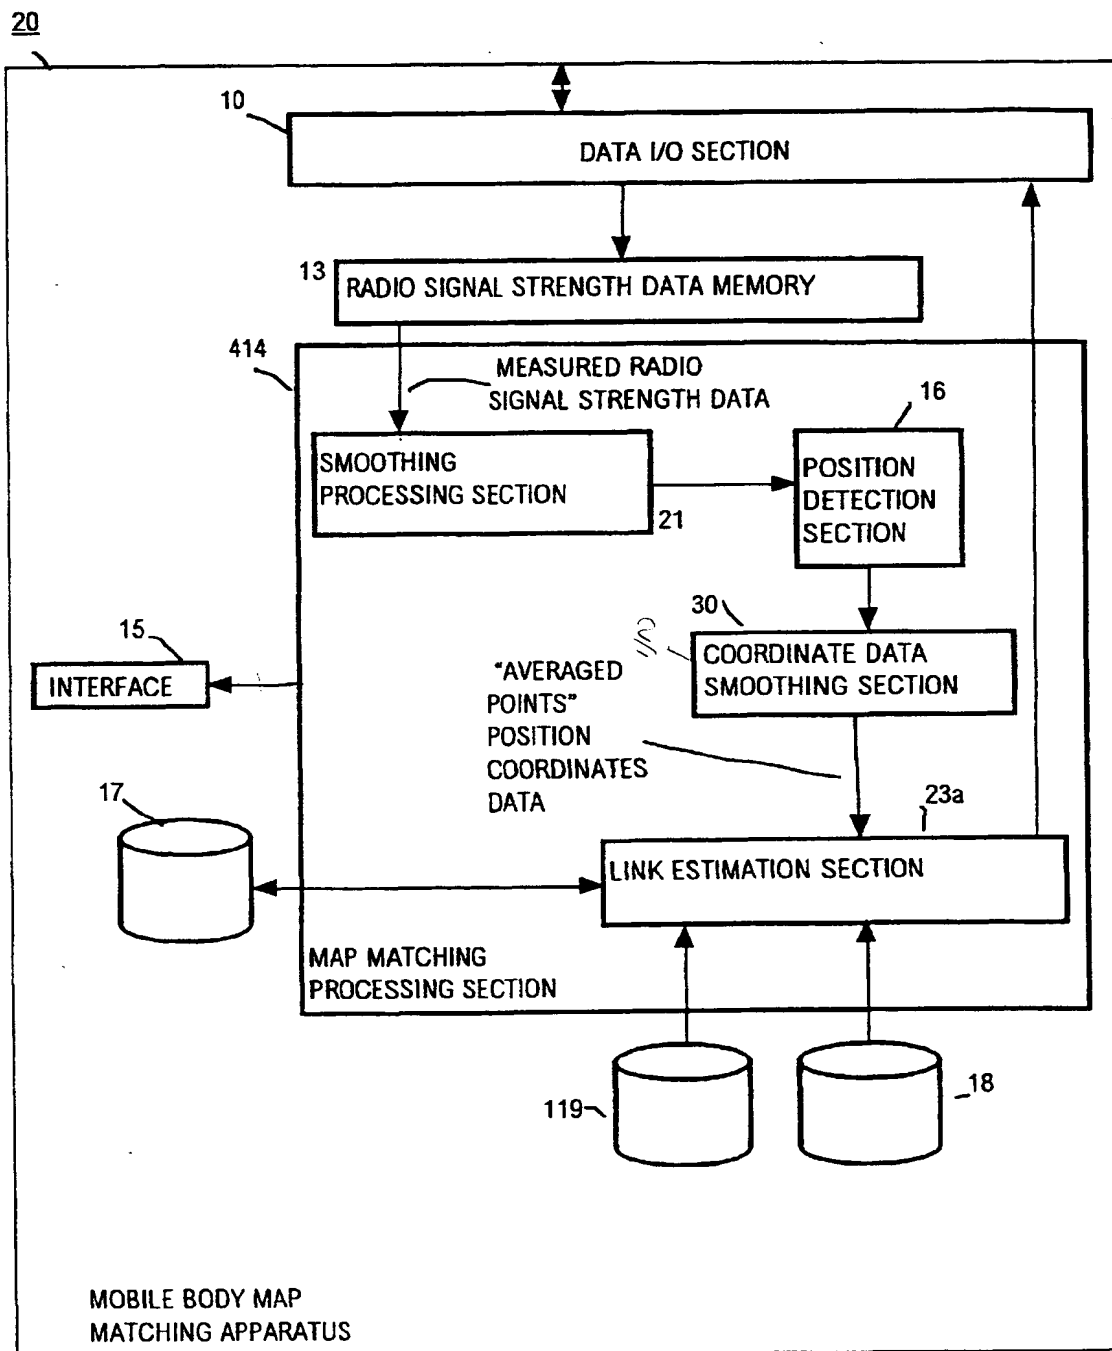 20
10
DATA I/O SECTION
13
RADIO SIGNAL STRENGTH DATA MEMORY
414
MEASURED RADIO
SIGNAL STRENGTH DATA
16
SMOOTHING
PROCESSING SECTION
21
POSITION
DETECTION
SECTION
30
COORDINATE DATA
SMOOTHING SECTION
15
INTERFACE
"AVERAGED
POINTS"
POSITION
COORDINATES
DATA
17
23a
LINK ESTIMATION SECTION
MAP MATCHING
PROCESSING SECTION
119
18
MOBILE BODY MAP
MATCHING APPARATUS